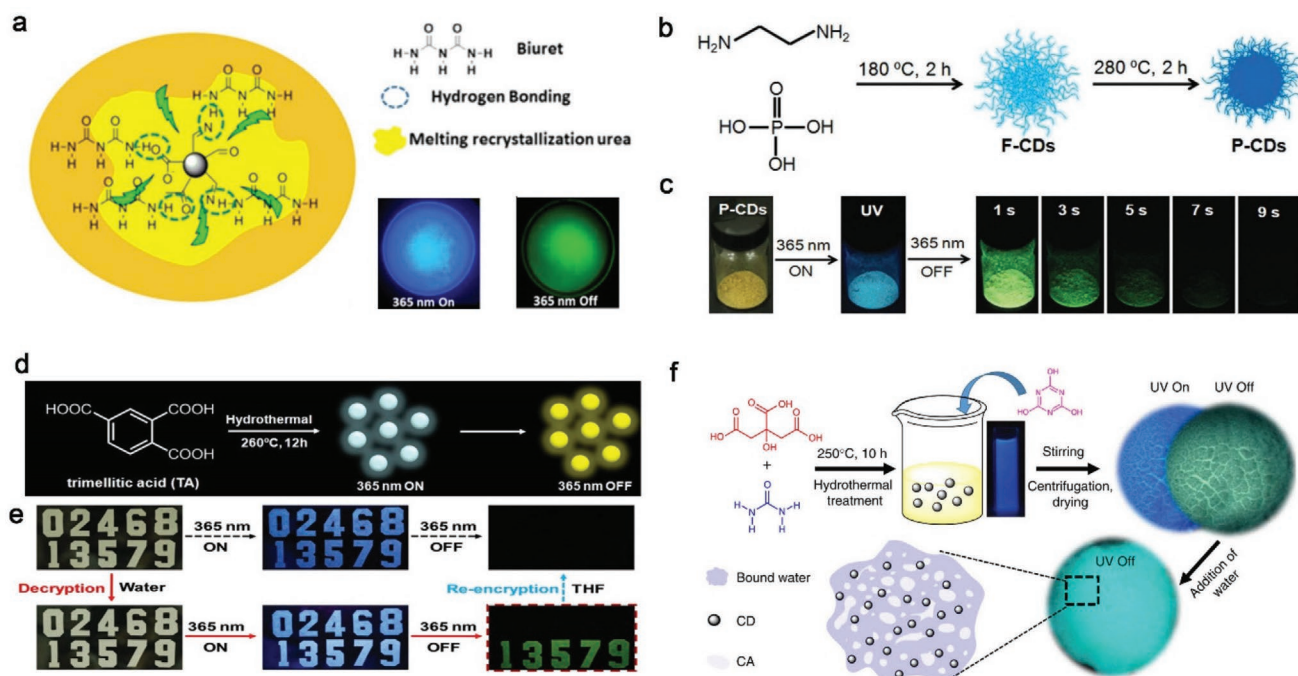 a
O O
H N N N H
H H H
Biuret
Hydrogen Bonding
Melting recrystallization urea
365 nm On
365 nm Off
b
H₂N NH₂
O
HO P OH
OH
180 ºC, 2 h
F-CDs
280 ºC, 2 h
P-CDs
c
P-CDs
365 nm
ON
UV
365 nm
OFF
1 s
3 s
5 s
7 s
9 s
d
HOOC COOH
COOH
trimellitic acid (TA)
Hydrothermal
260ºC, 12h
365 nm ON
365 nm OFF
e
02468
13579
365 nm
ON
02468
13579
365 nm
OFF
Decryption
Water
Re-encryption
THF
02468
13579
365 nm
ON
02468
13579
365 nm
OFF
13579
f
O OH
O O
HO OH
OH
+
O
H N N H
H H
250°C, 10 h
Hydrothermal
treatment
OH
N N
HO N OH
Stirring
Centrifugation,
drying
UV On
UV Off
Addition of
water
UV Off
Bound water
CD
CA